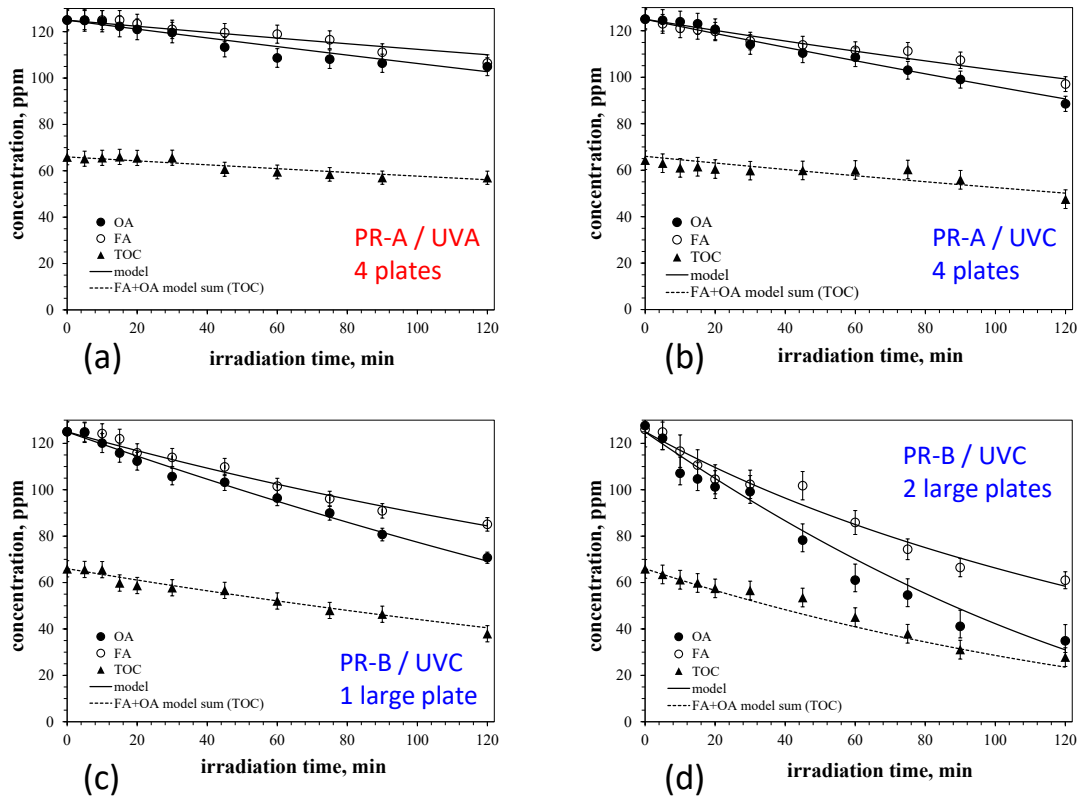 120
100
80
60
40
20
0
concentration, ppm
OA
FA
TOC
model
FA+OA model sum (TOC)
PR-A / UVA
4 plates
0 20 40 60 80 100 120
irradiation time, min
(a)
120
100
80
60
40
20
0
concentration, ppm
OA
FA
TOC
model
FA+OA model sum (TOC)
PR-A / UVC
4 plates
0 20 40 60 80 100 120
irradiation time, min
(b)
120
100
80
60
40
20
0
concentration, ppm
OA
FA
TOC
model
FA+OA model sum (TOC)
PR-B / UVC
1 large plate
0 20 40 60 80 100 120
irradiation time, min
(c)
120
100
80
60
40
20
0
concentration, ppm
PR-B / UVC
2 large plates
OA
FA
TOC
model
FA+OA model sum (TOC)
0 20 40 60 80 100 120
irradiation time, min
(d)